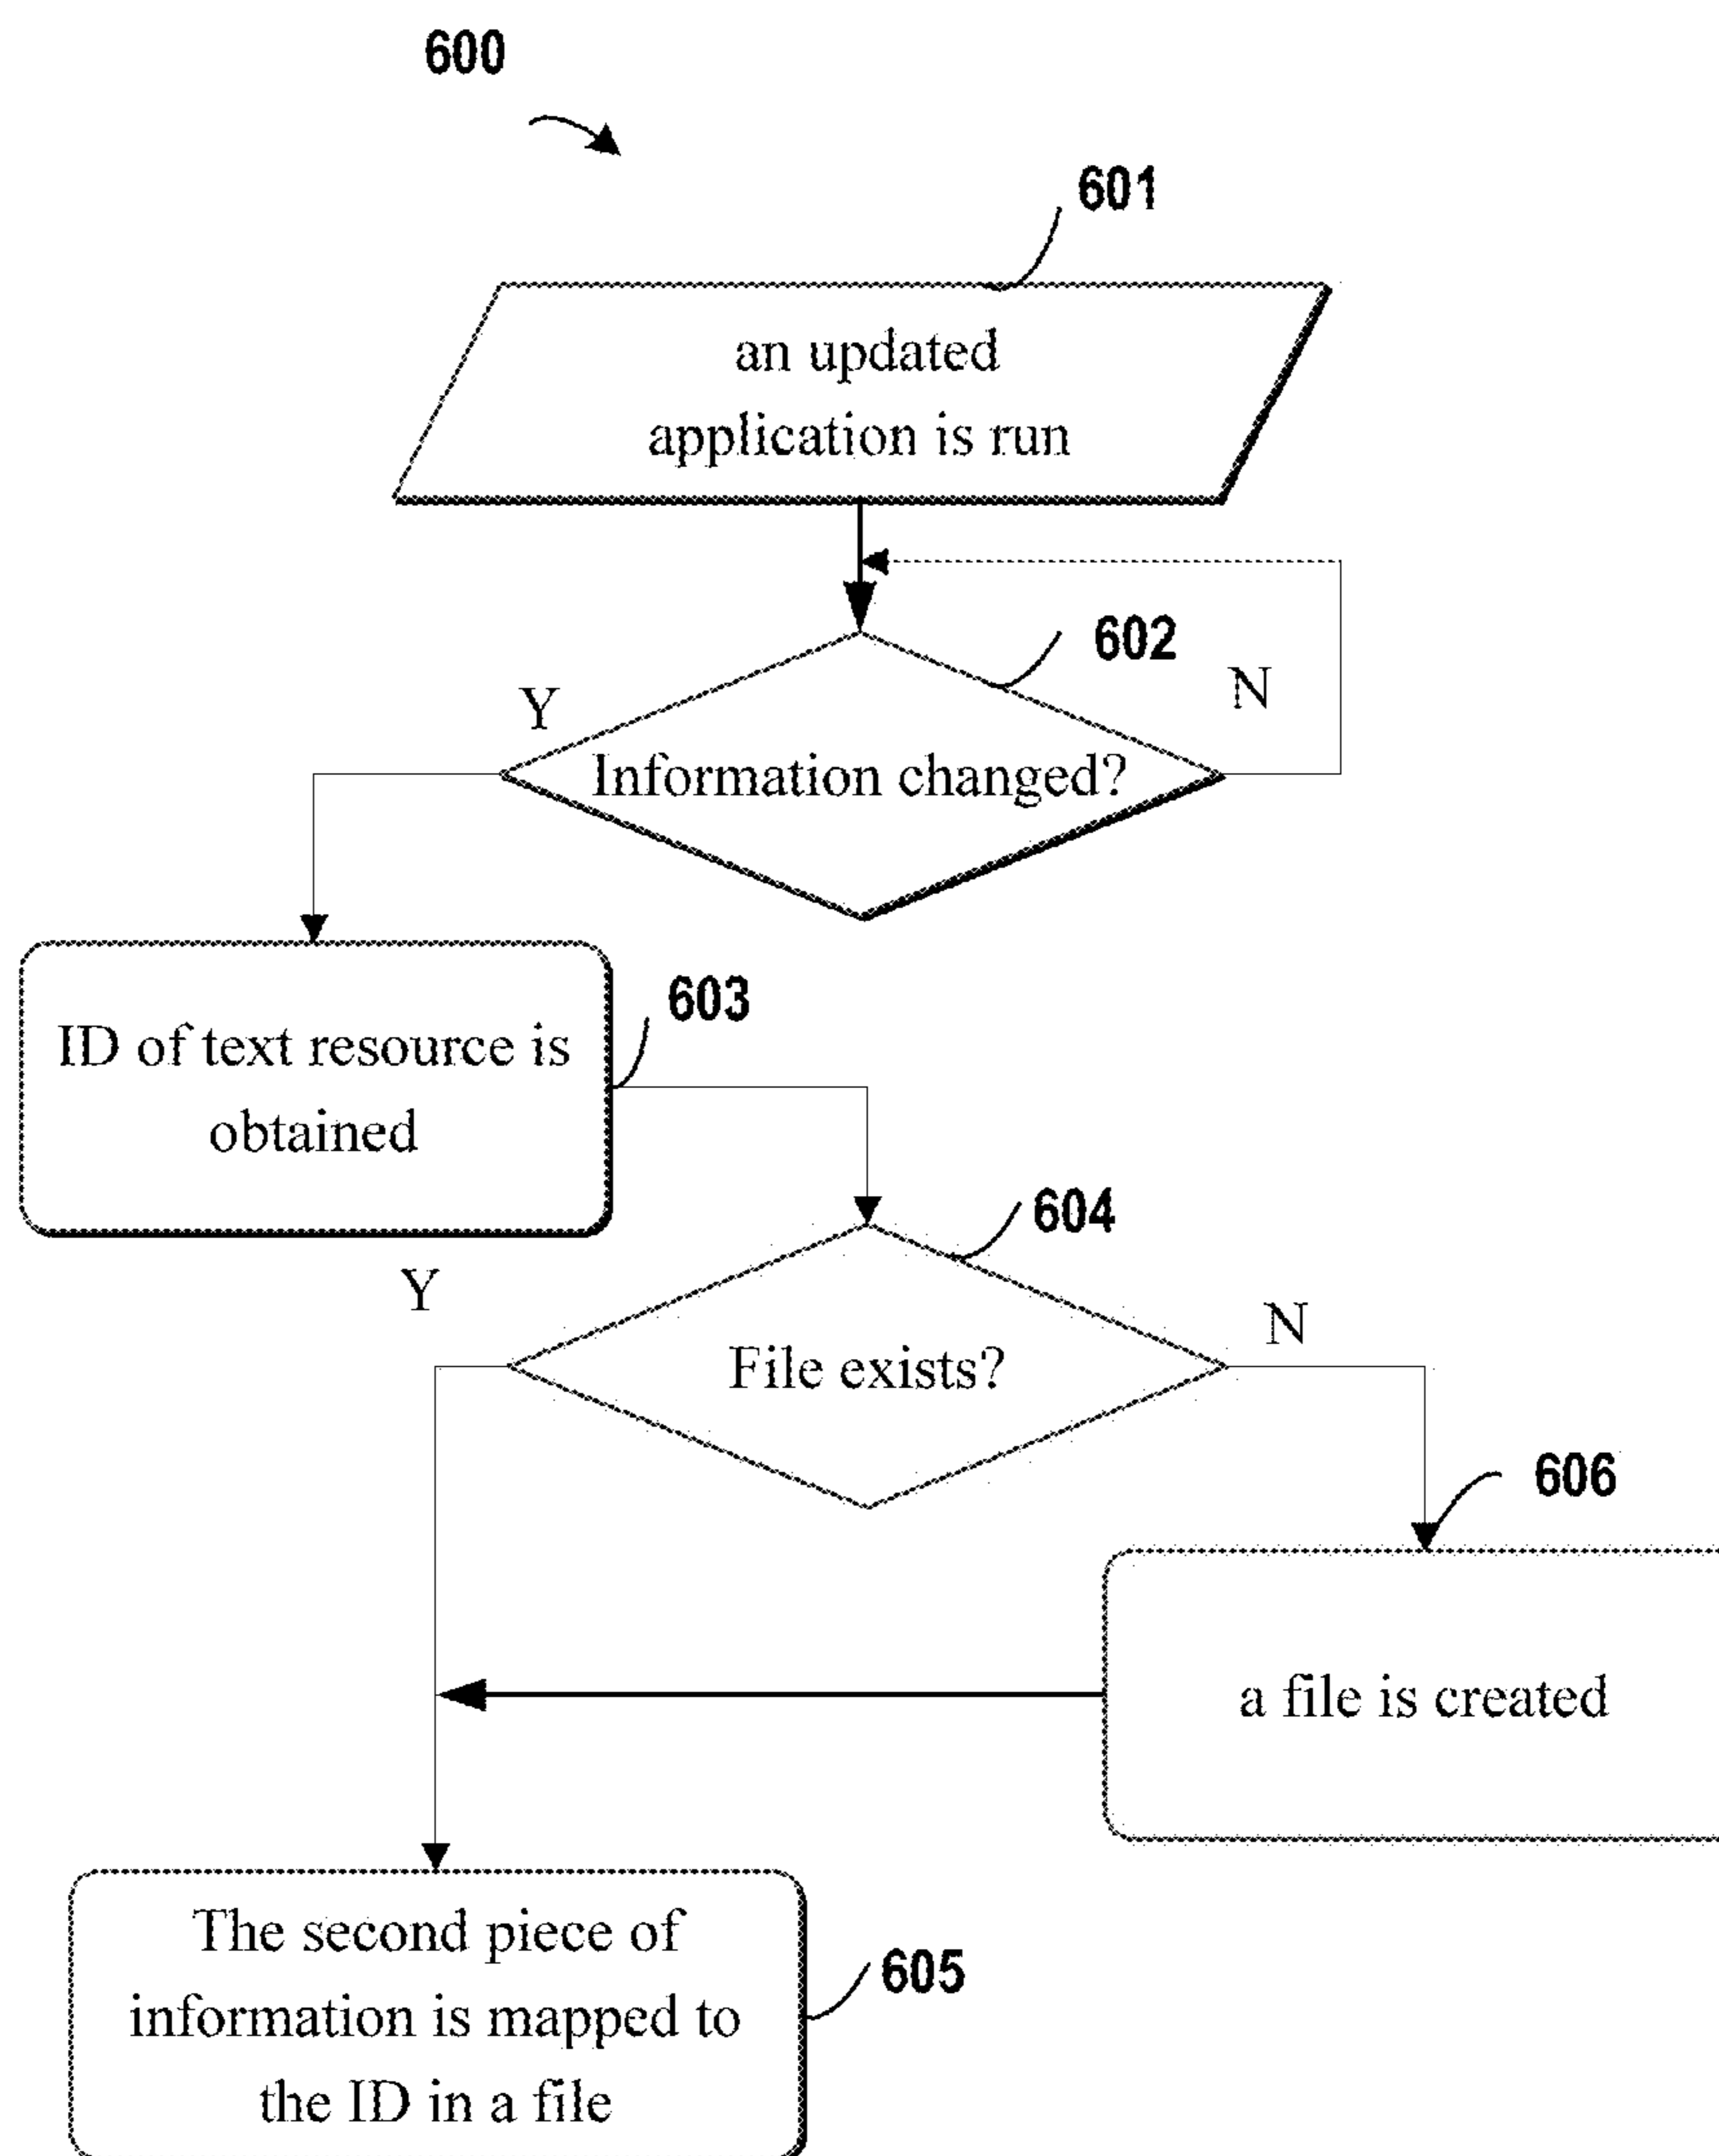 600
601
an updated
application is run
602
Y
N
Information changed?
603
ID of text resource is
obtained
604
Y
N
File exists?
606
a file is created
The second piece of
information is mapped to
the ID in a file
605